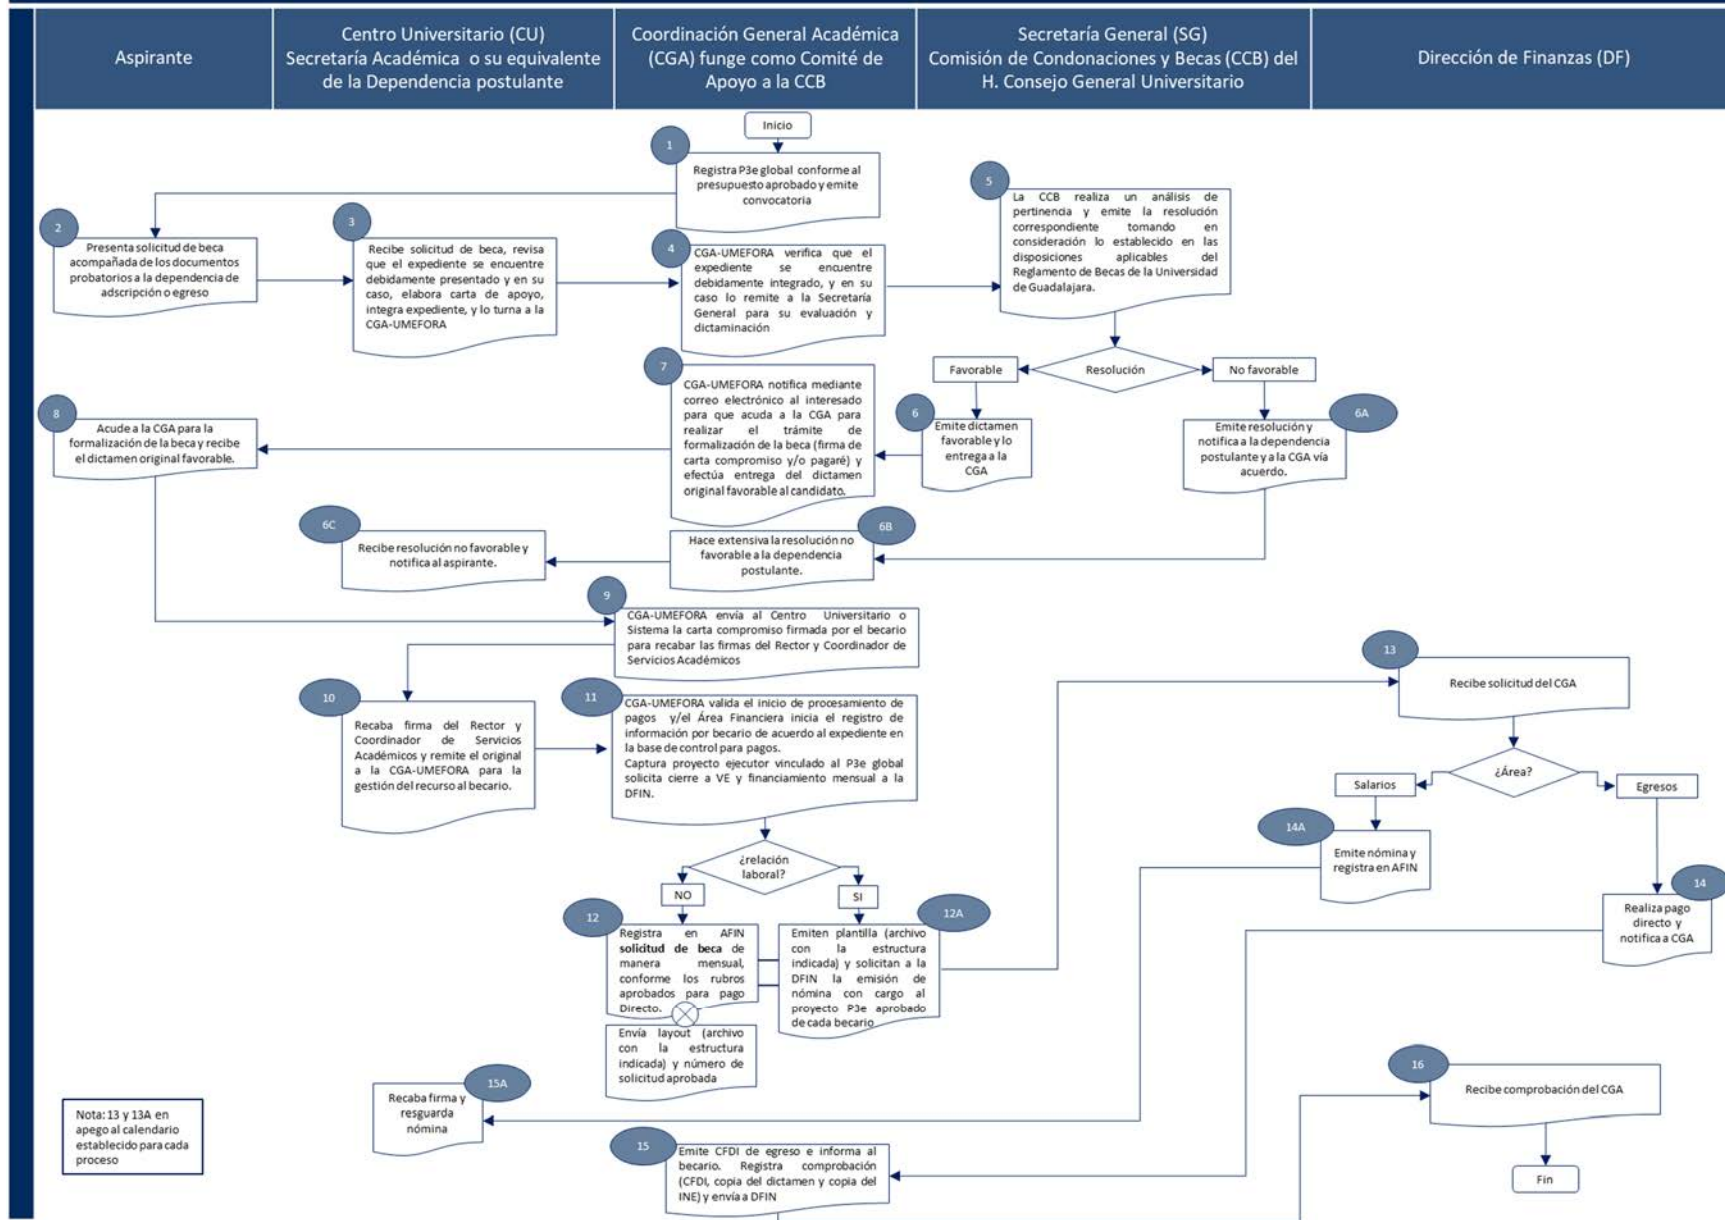 Aspirante
Centro Universitario (CU)
Secretaría Académica o su equivalente
de la Dependencia postulante
Coordinación General Académica
(CGA) funge como Comité de
Apoyo a la CCB
Secretaría General (SG)
Comisión de Condonaciones y Becas (CCB) del
H. Consejo General Universitario
Dirección de Finanzas (DF)
Inicio
1
Registra P3e global conforme al
presupuesto aprobado y emite
convocatoria
2
Presenta solicitud de beca
acompañada de los documentos
probatorios a la dependencia de
adscripción o egreso
3
Recibe solicitud de beca, revisa
que el expediente se encuentre
debidamente presentado y en su
caso, elabora carta de apoyo,
integra expediente, y lo turna a la
CGA-UMEFORA
4
CGA-UMEFORA verifica que el
expediente se encuentre
debidamente integrado, y en su
caso lo remite a la Secretaría
General para su evaluación y
dictaminación
5
La CCB realiza un análisis de
pertinencia y emite la resolución
correspondiente tomando en
consideración lo establecido en las
disposiciones aplicables del
Reglamento de Becas de la Universidad
de Guadalajara.
Favorable
Resolución
No favorable
6
Emite dictamen
favorable y lo
entrega a la
CGA
6A
Emite resolución y
notifica a la dependencia
postulante y a la CGA vía
acuerdo.
7
CGA-UMEFORA notifica mediante
correo electrónico al interesado
para que acuda a la CGA para
realizar el trámite de
formalización de la beca (firma de
carta compromiso y/o pagaré) y
efectúa entrega del dictamen
original favorable al candidato.
8
Acude a la CGA para la
formalización de la beca y recibe
el dictamen original favorable.
6C
Recibe resolución no favorable y
notifica al aspirante.
6B
Hace extensiva la resolución no
favorable a la dependencia
postulante.
9
CGA-UMEFORA envía al Centro Universitario o
Sistema la carta compromiso firmada por el becario
para recabar las firmas del Rector y Coordinador de
Servicios Académicos
10
Recaba firma del Rector y
Coordinador de Servicios
Académicos y remite el original
a la CGA-UMEFORA para la
gestión del recurso al becario.
11
CGA-UMEFORA valida el inicio de procesamiento de
pagos y/el Área Financiera inicia el registro de
información por becario de acuerdo al expediente en
la base de control para pagos.
Captura proyecto ejecutor vinculado al P3e global
solicita cierre a VE y financiamiento mensual a la
DFIN.
¿relación
laboral?
NO
SI
12
Registra en AFIN
solicitud de beca de
manera mensual,
conforme los rubros
aprobados para pago
Directo.
Envía layout (archivo
con la estructura
indicada) y número de
solicitud aprobada
12A
Emiten plantilla (archivo
con la estructura
indicada) y solicitan a la
DFIN la emisión de
nómina con cargo al
proyecto P3e aprobado
de cada becario
13
Recibe solicitud del CGA
¿Área?
Salarios
Egresos
14A
Emite nómina y
registra en AFIN
14
Realiza pago
directo y
notifica a CGA
15A
Recaba firma y
resguarda
nómina
15
Emite CFDI de egreso e informa al
becario. Registra comprobación
(CFDI, copia del dictamen y copia del
INE) y envía a DFIN
16
Recibe comprobación del CGA
Fin
Nota: 13 y 13A en
apego al calendario
establecido para cada
proceso